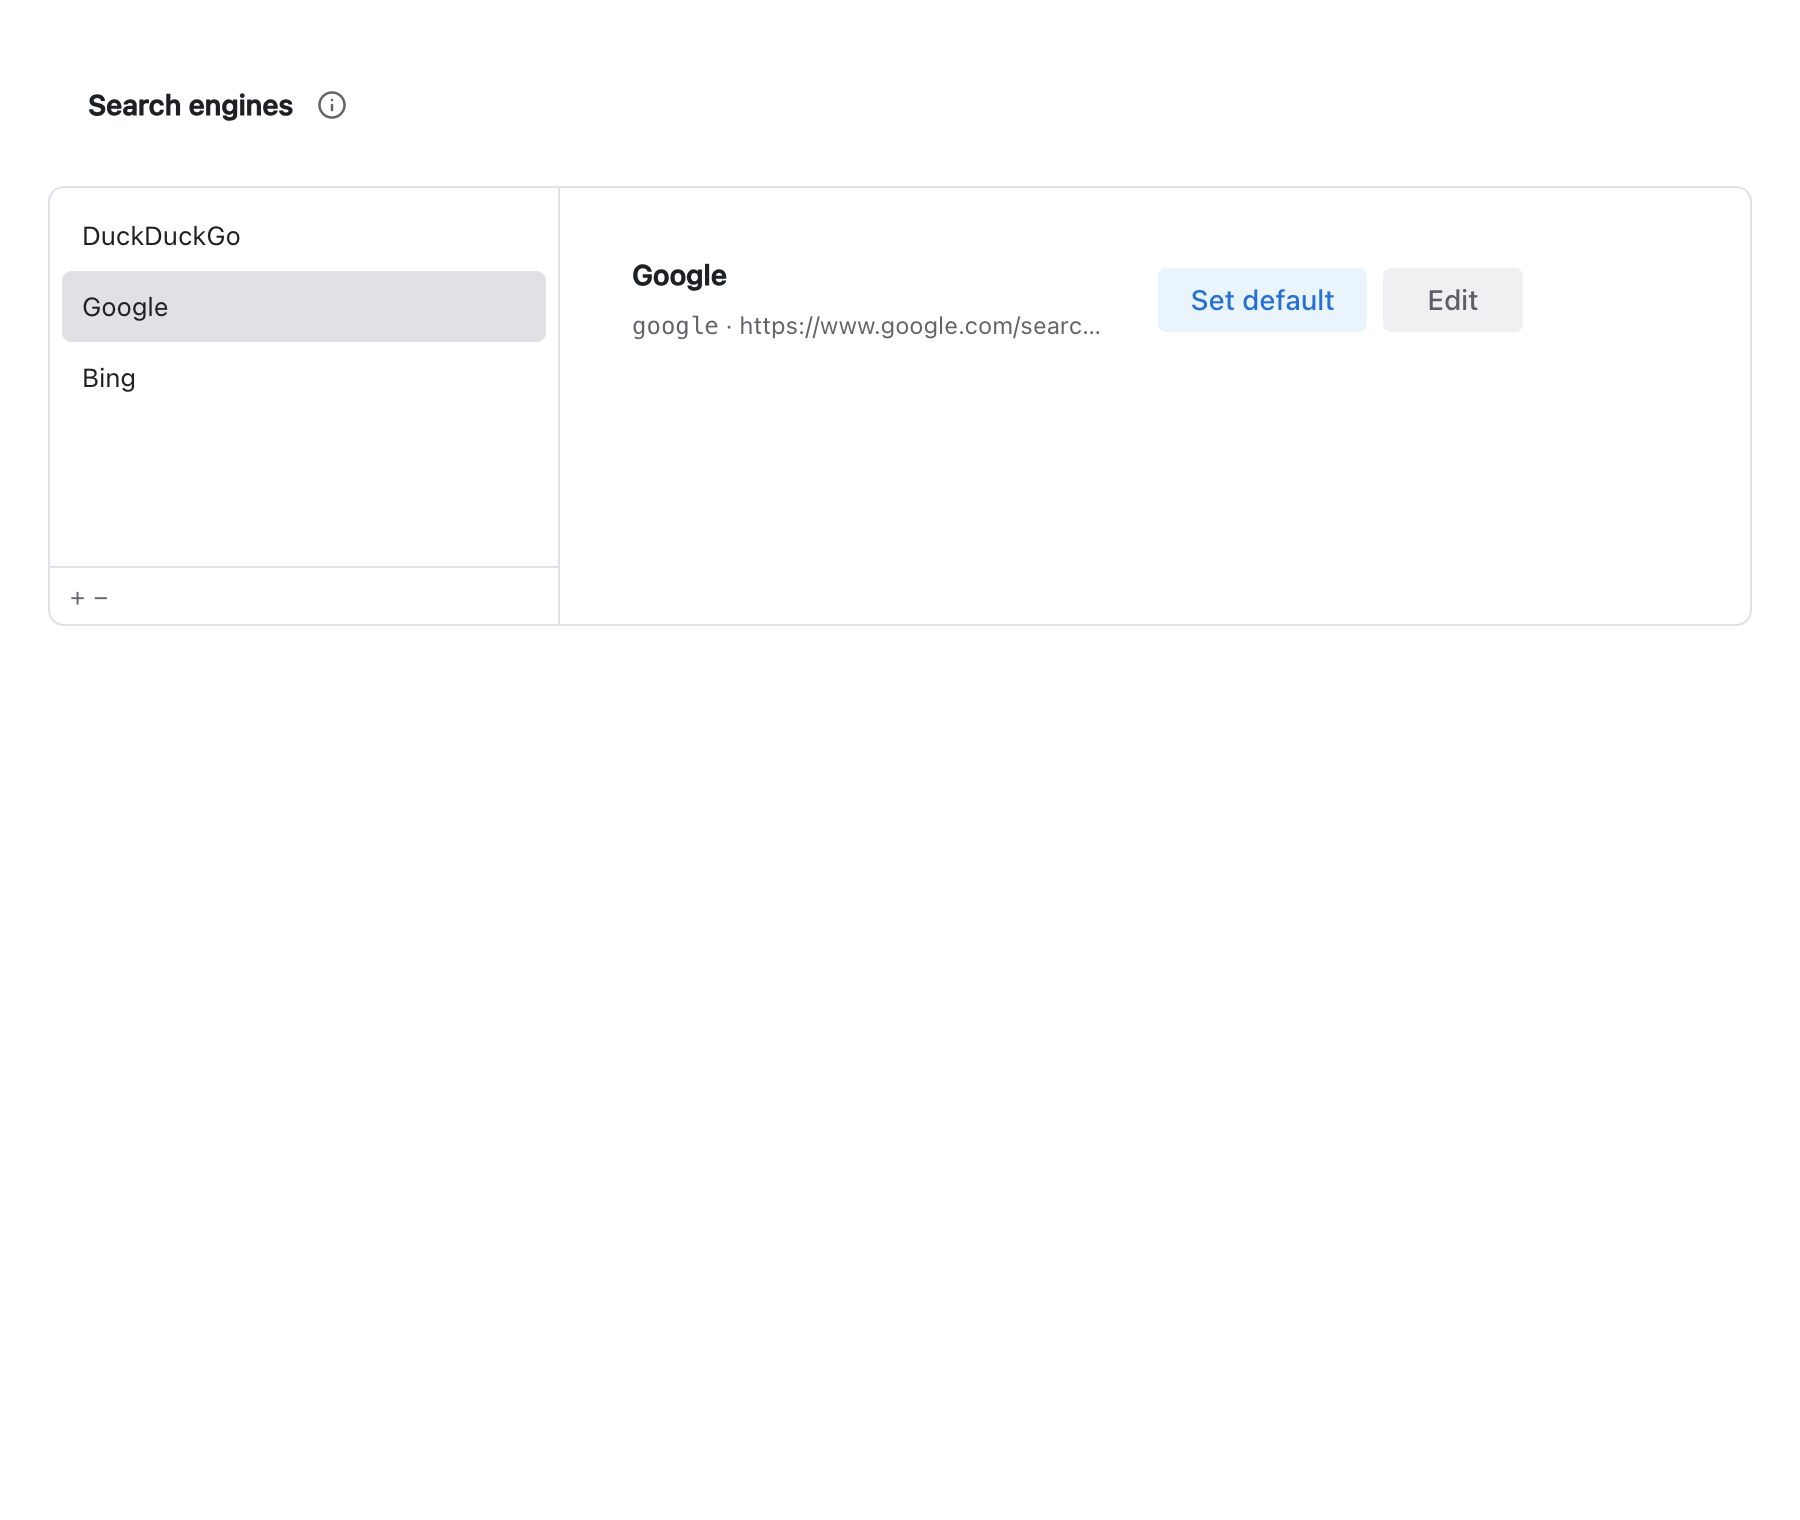 Search engines
DuckDuckGo
Google
Bing
+ −
Google
google · https://www.google.com/searc...
Set default
Edit